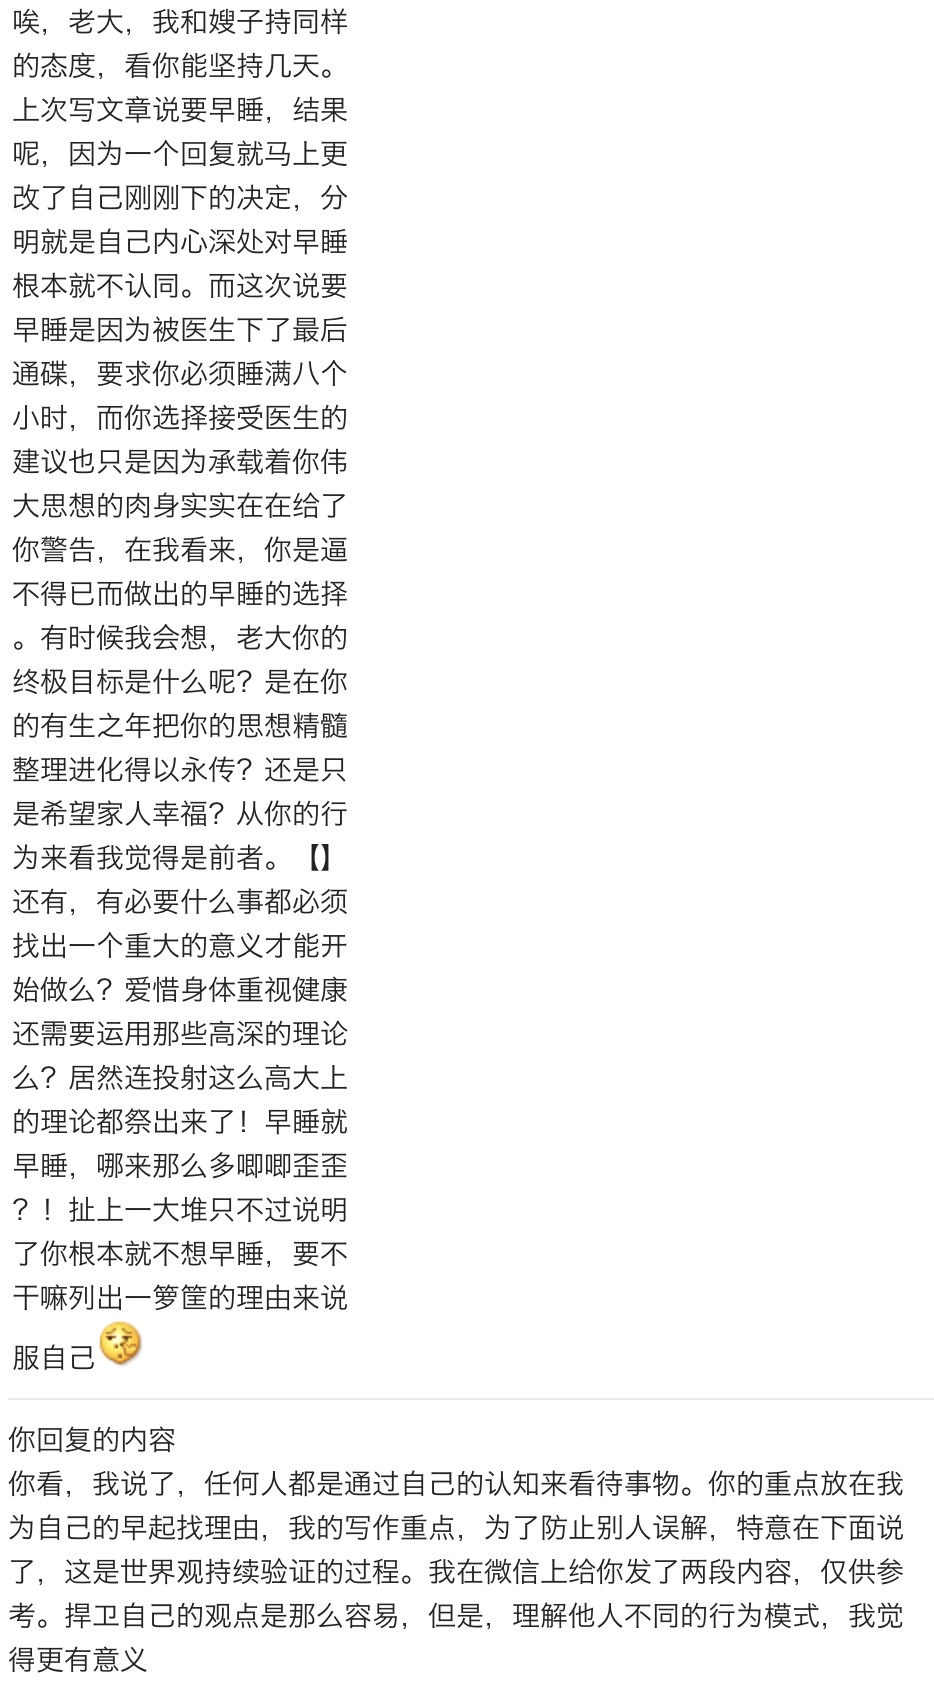 唉，老大，我和嫂子持同样
的态度，看你能坚持几天。
上次写文章说要早睡，结果
呢，因为一个回复就马上更
改了自己刚刚下的决定，分
明就是自己内心深处对早睡
根本就不认同。而这次说要
早睡是因为被医生下了最后
通碟，要求你必须睡满八个
小时，而你选择接受医生的
建议也只是因为承载着你伟
大思想的肉身实实在在给了
你警告，在我看来，你是逼
不得已而做出的早睡的选择
。有时候我会想，老大你的
终极目标是什么呢？是在你
的有生之年把你的思想精髓
整理进化得以永传？还是只
是希望家人幸福？从你的行
为来看我觉得是前者。【】
还有，有必要什么事都必须
找出一个重大的意义才能开
始做么？爱惜身体重视健康
还需要运用那些高深的理论
么？居然连投射这么高大上
的理论都祭出来了！早睡就
早睡，哪来那么多唧唧歪歪
？！扯上一大堆只不过说明
了你根本就不想早睡，要不
干嘛列出一箩筐的理由来说
服自己
你回复的内容
你看，我说了，任何人都是通过自己的认知来看待事物。你的重点放在我
为自己的早起找理由，我的写作重点，为了防止别人误解，特意在下面说
了，这是世界观持续验证的过程。我在微信上给你发了两段内容，仅供参
考。捍卫自己的观点是那么容易，但是，理解他人不同的行为模式，我觉
得更有意义